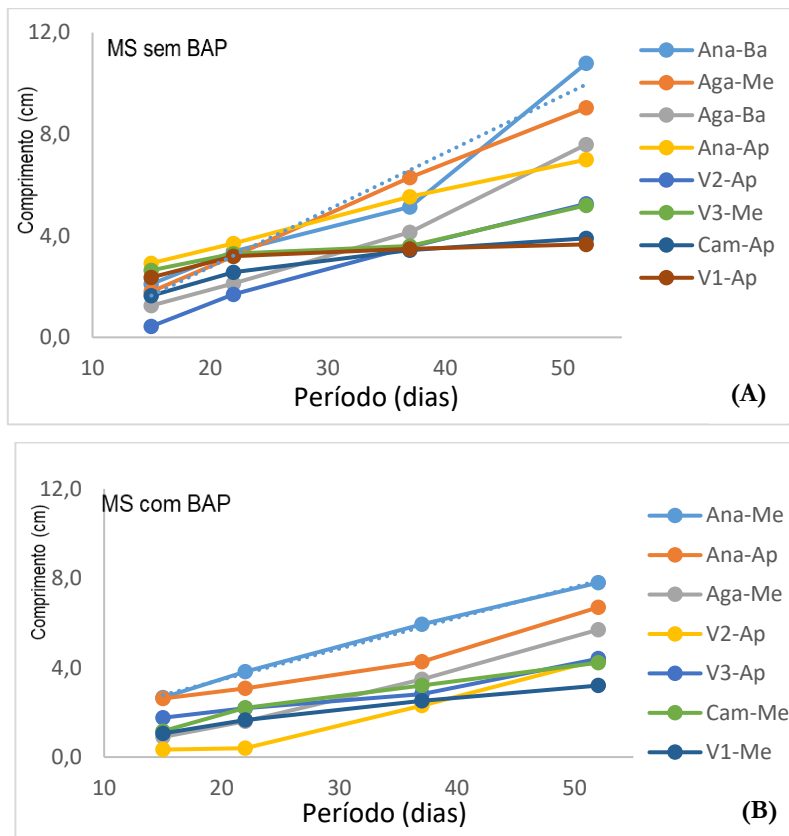 MS sem BAP
Comprimento (cm)
12,0
8,0
4,0
0,0
10
20
30
40
50
Período (dias)
Ana-Ba
Aga-Me
Aga-Ba
Ana-Ap
V2-Ap
V3-Me
Cam-Ap
V1-Ap
(A)
MS com BAP
Comprimento (cm)
12,0
8,0
4,0
0,0
10
20
30
40
50
Período (dias)
Ana-Me
Ana-Ap
Aga-Me
V2-Ap
V3-Ap
Cam-Me
V1-Me
(B)